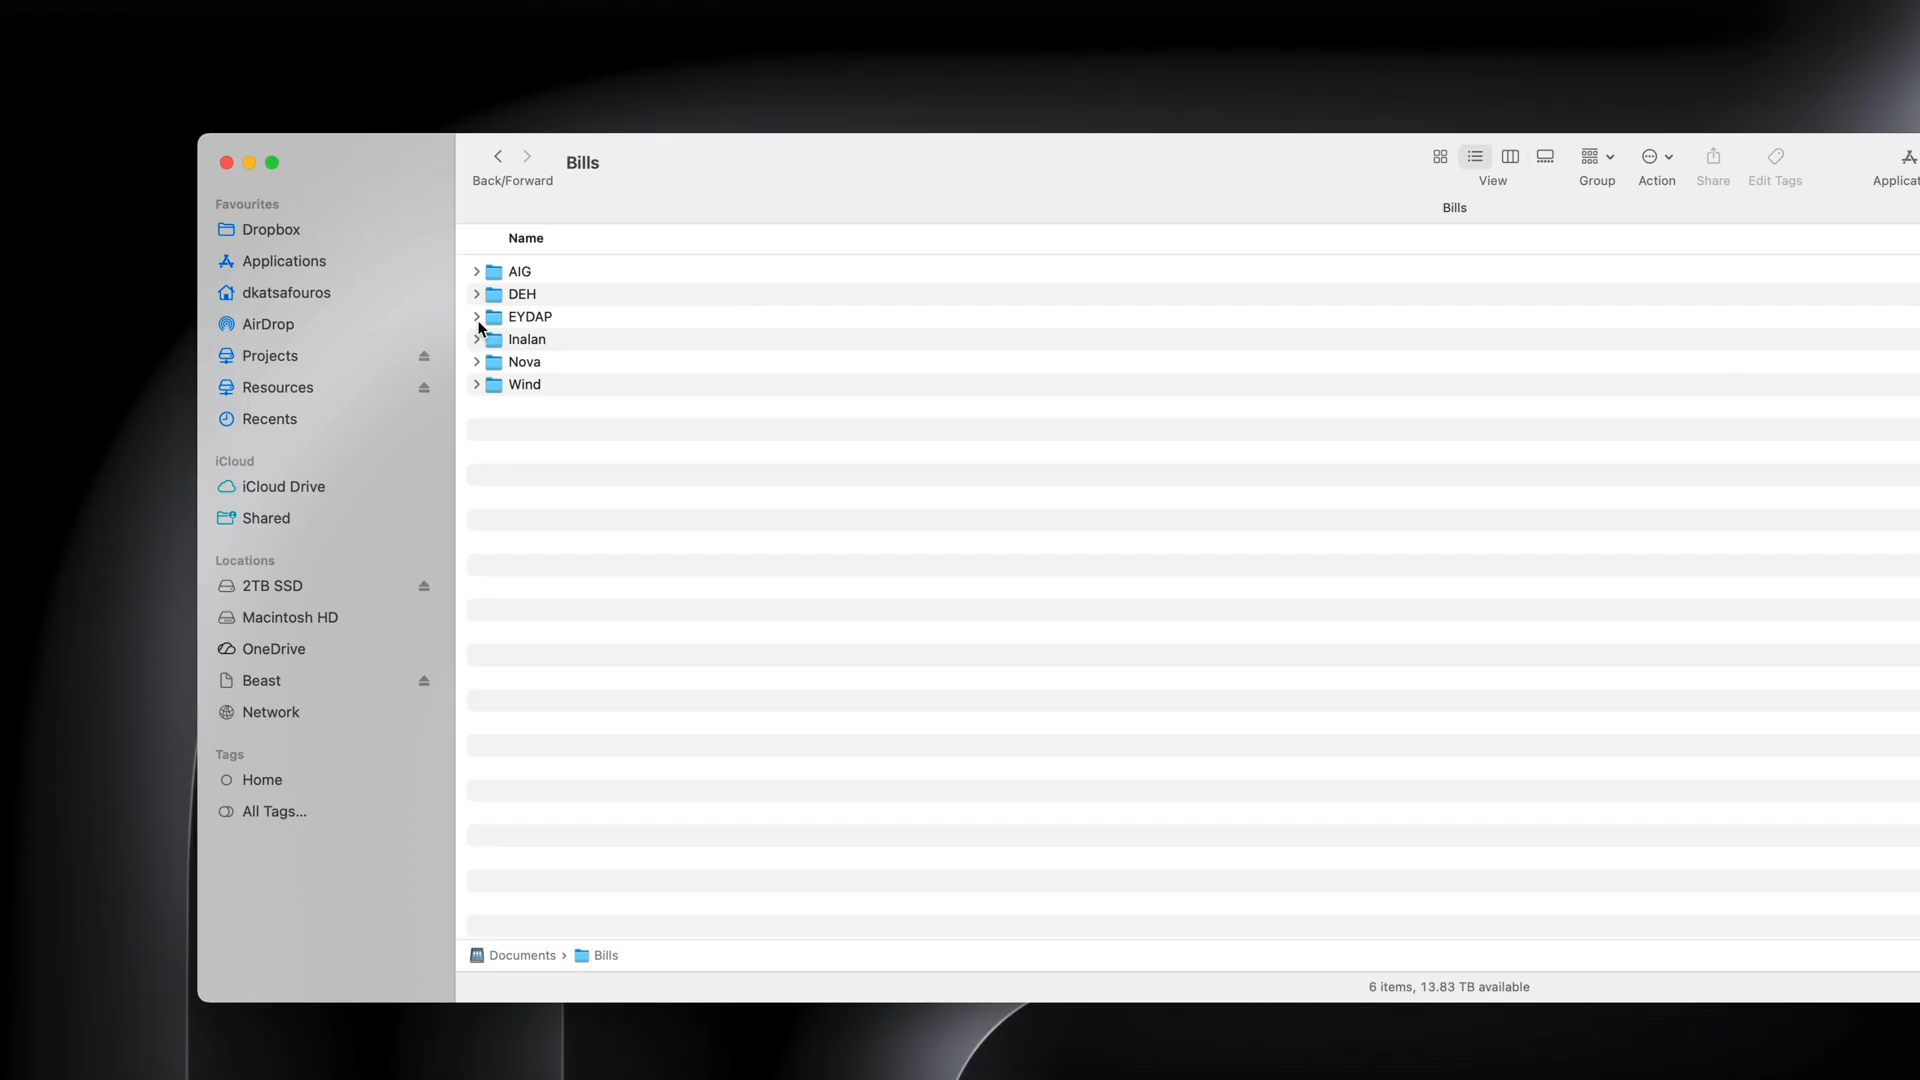 Favourites
Dropbox
Applications
dkatsafouros
AirDrop
Projects
Resources
Recents
iCloud
iCloud Drive
Shared
Locations
2TB SSD
Macintosh HD
OneDrive
Beast
Network
Tags
Home
All Tags...
Bills
Back/Forward
View
Group
Action
Share
Edit Tags
Applicat
Bills
Name
AIG
DEH
EYDAP
Inalan
Nova
Wind
Documents › Bills
6 items, 13.83 TB available